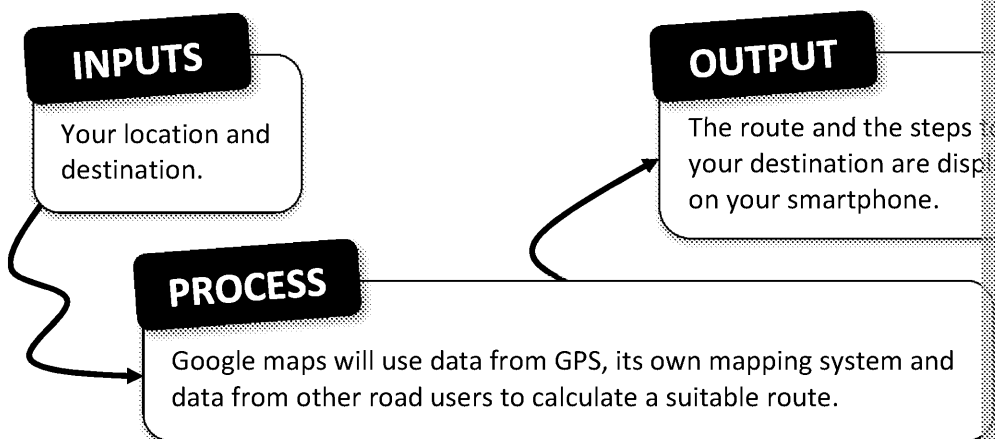 INPUTS
Your location and
destination.
OUTPUT
The route and the steps
your destination are
on your smartphone.
PROCESS
Google maps will use data from GPS, its own mapping system and
data from other road users to calculate a suitable route.